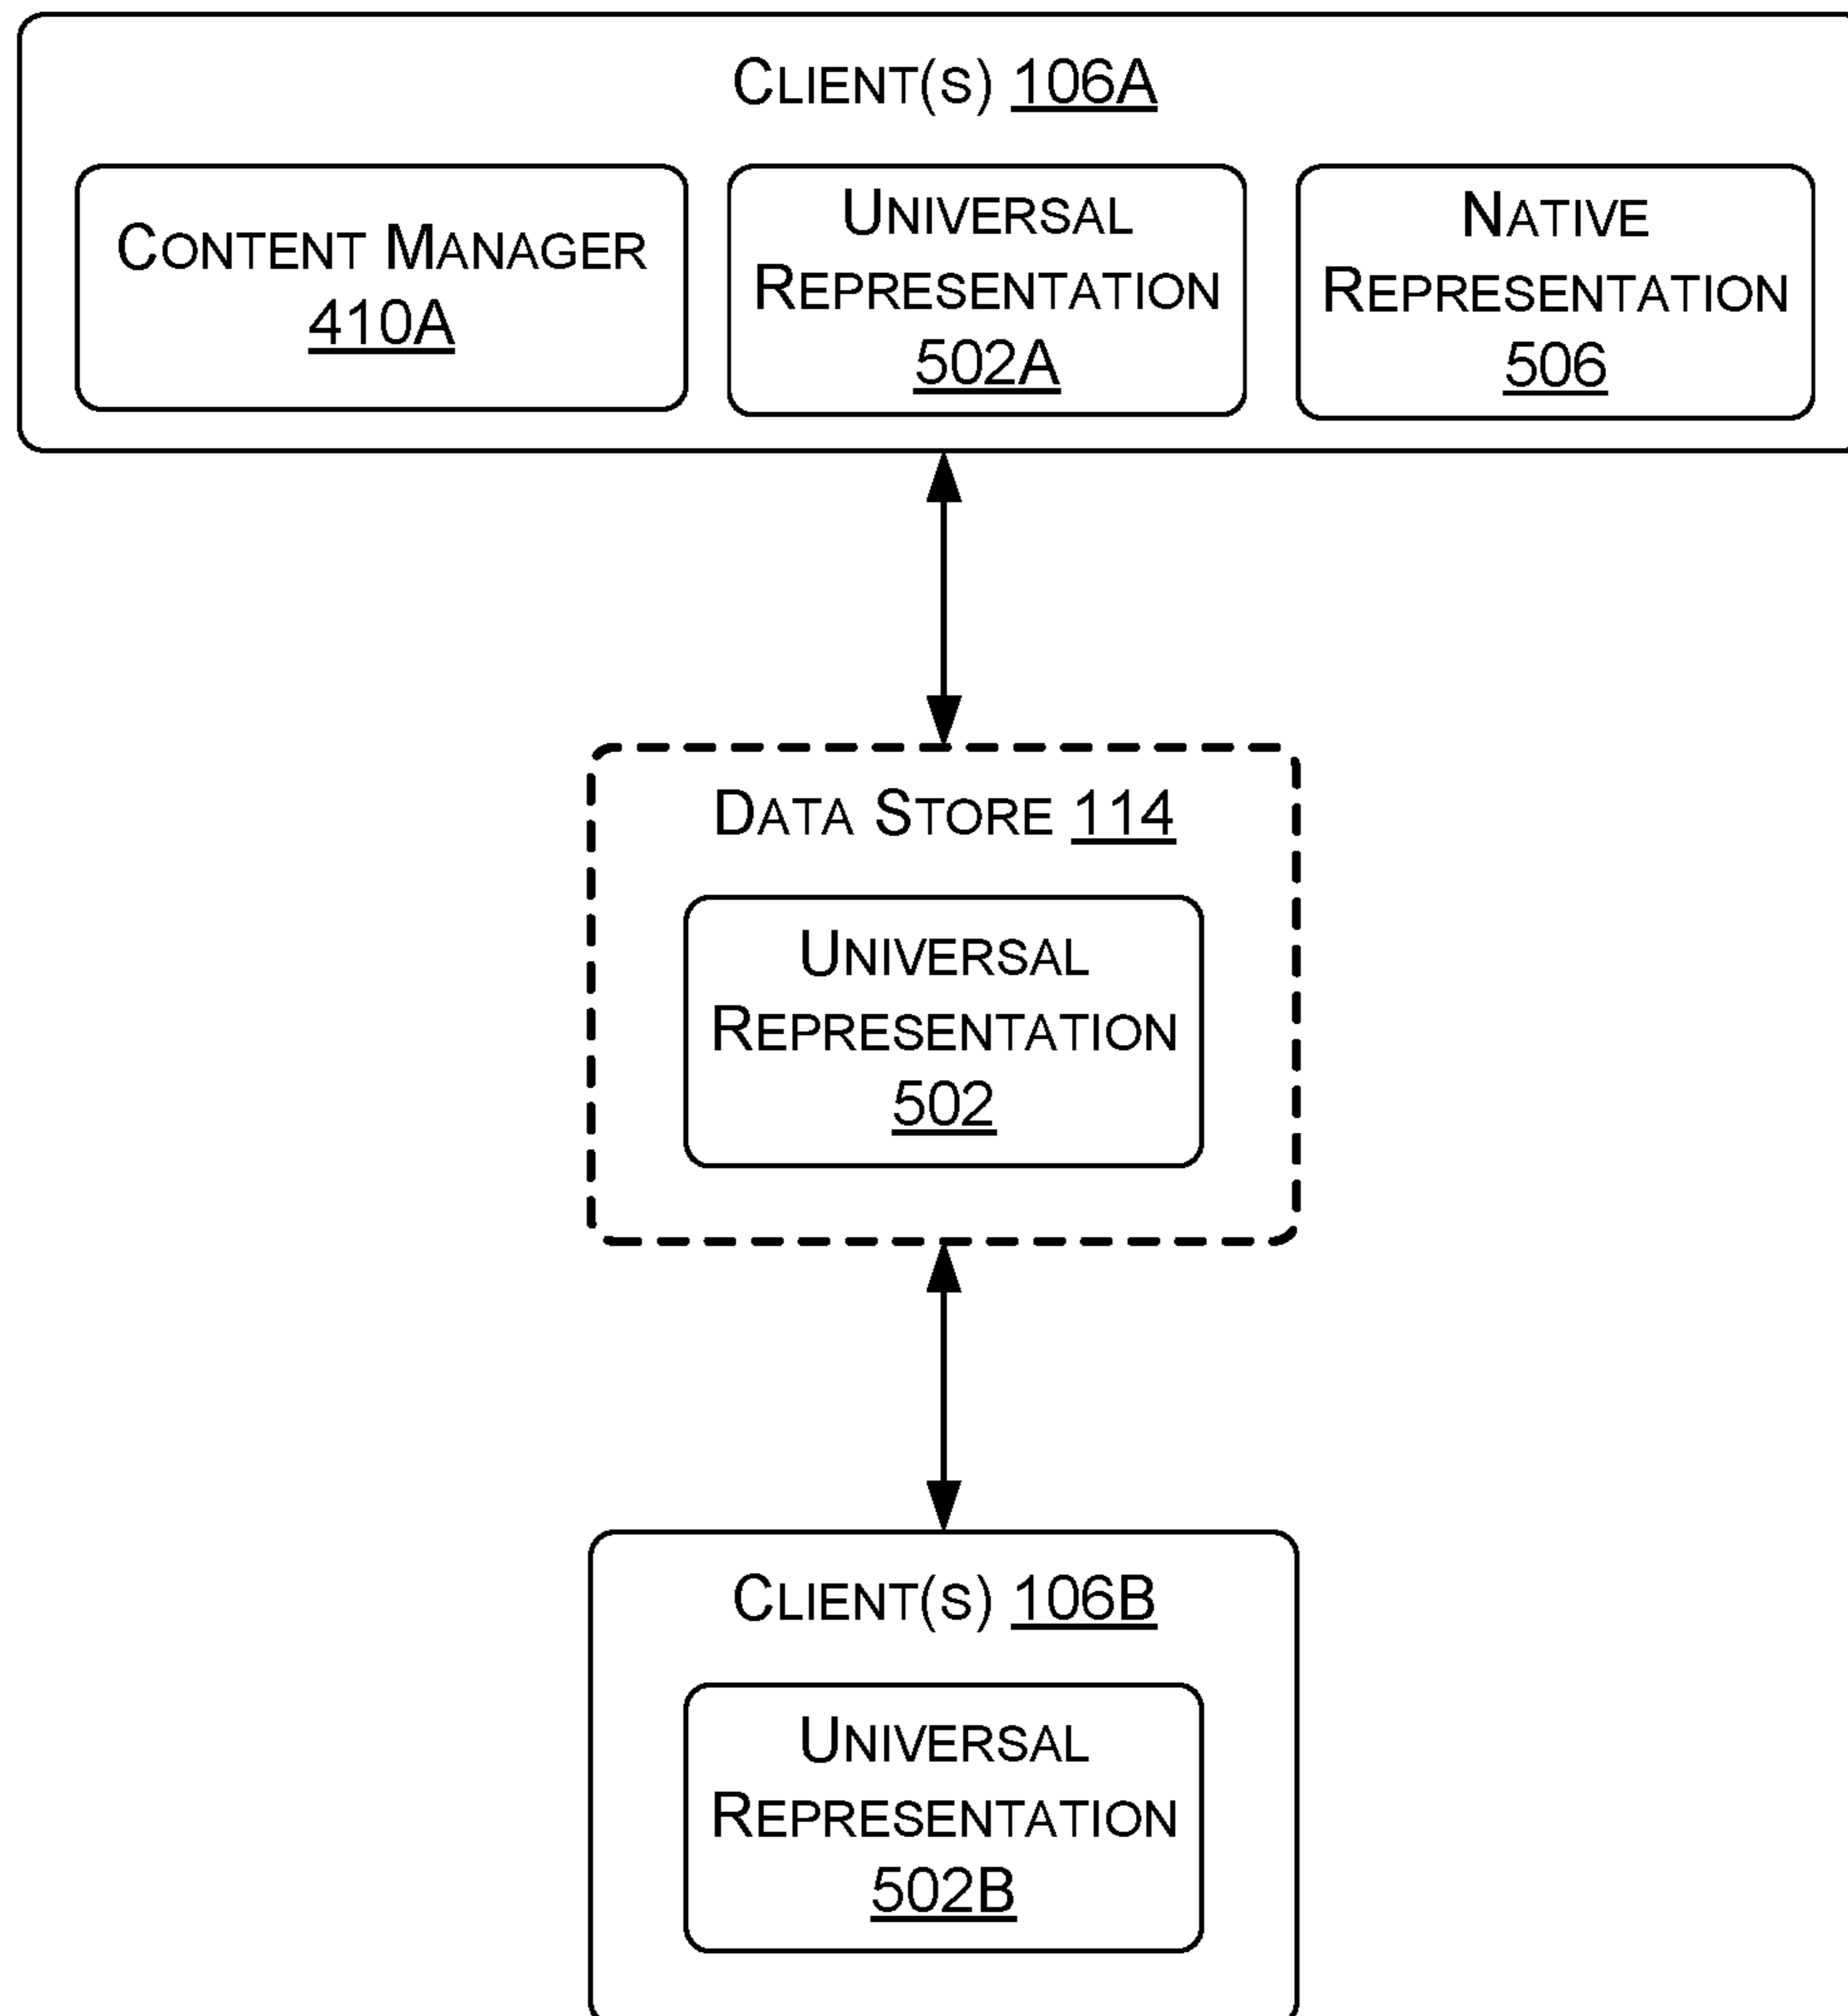 CLIENT(S) 106A
CONTENT MANAGER
410A
UNIVERSAL
REPRESENTATION
502A
NATIVE
REPRESENTATION
506
DATA STORE 114
UNIVERSAL
REPRESENTATION
502
CLIENT(S) 106B
UNIVERSAL
REPRESENTATION
502B